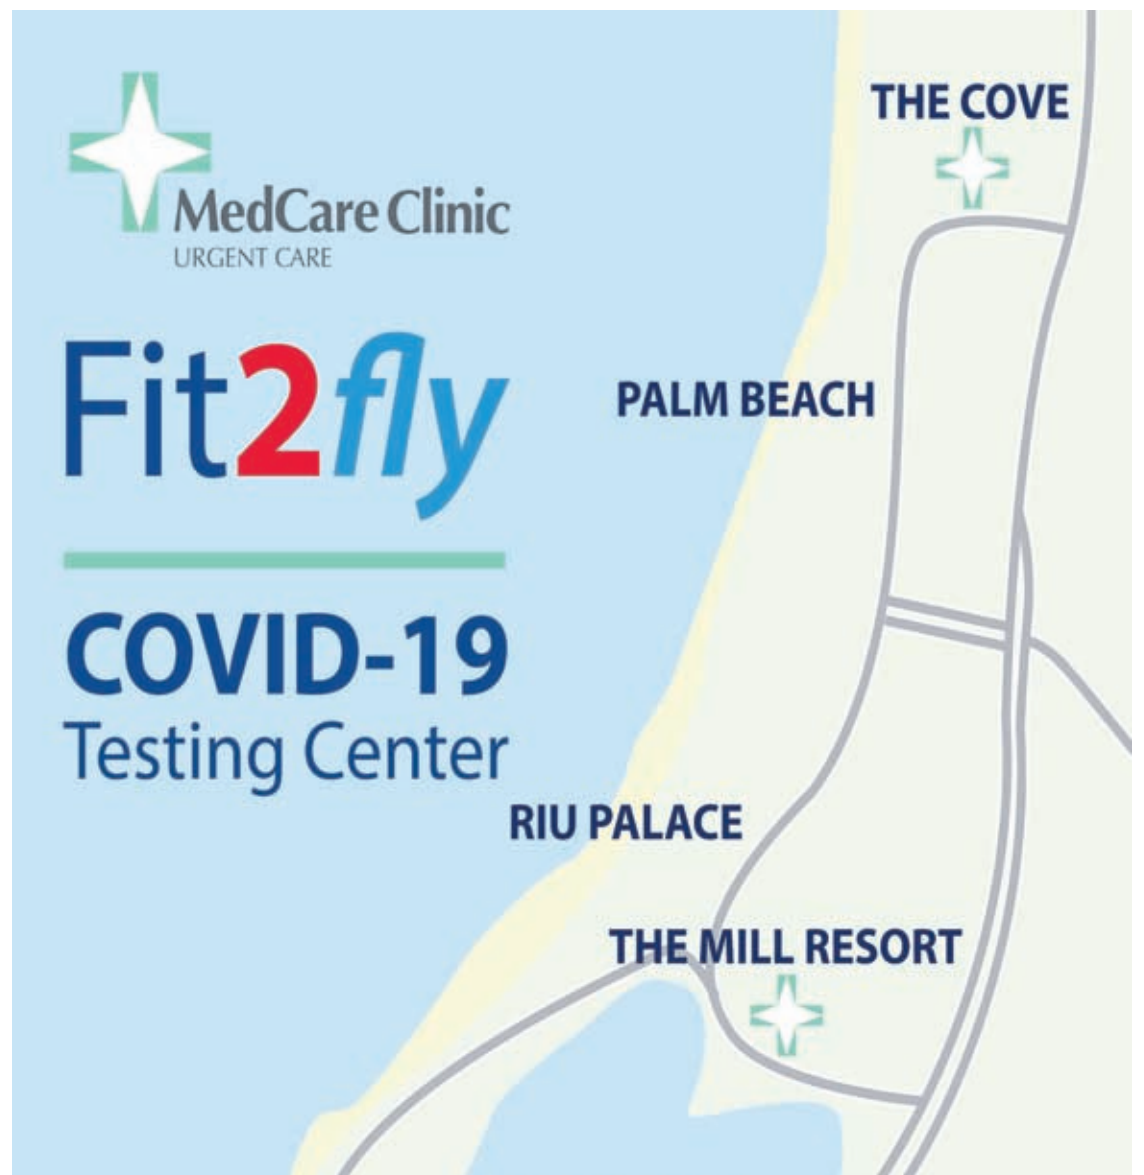 MedCare Clinic
URGENT CARE
Fit2fly
COVID-19
Testing Center
THE COVE
PALM BEACH
RIU PALACE
THE MILL RESORT